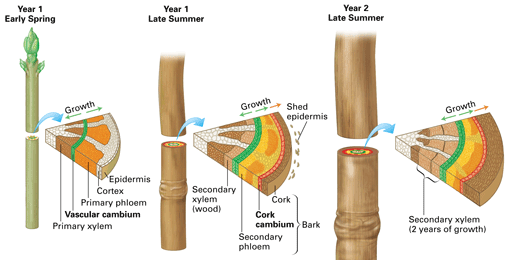 Year 1
Early Spring
Year 1
Late Summer
Year 2
Late Summer
Growth
Epidermis
Cortex
Primary phloem
Vascular cambium
Primary xylem
Growth
Shed
epidermis
Secondary
xylem
(wood)
Cork
Cork
cambium
Bark
Secondary
phloem
Growth
Secondary xylem
(2 years of growth)